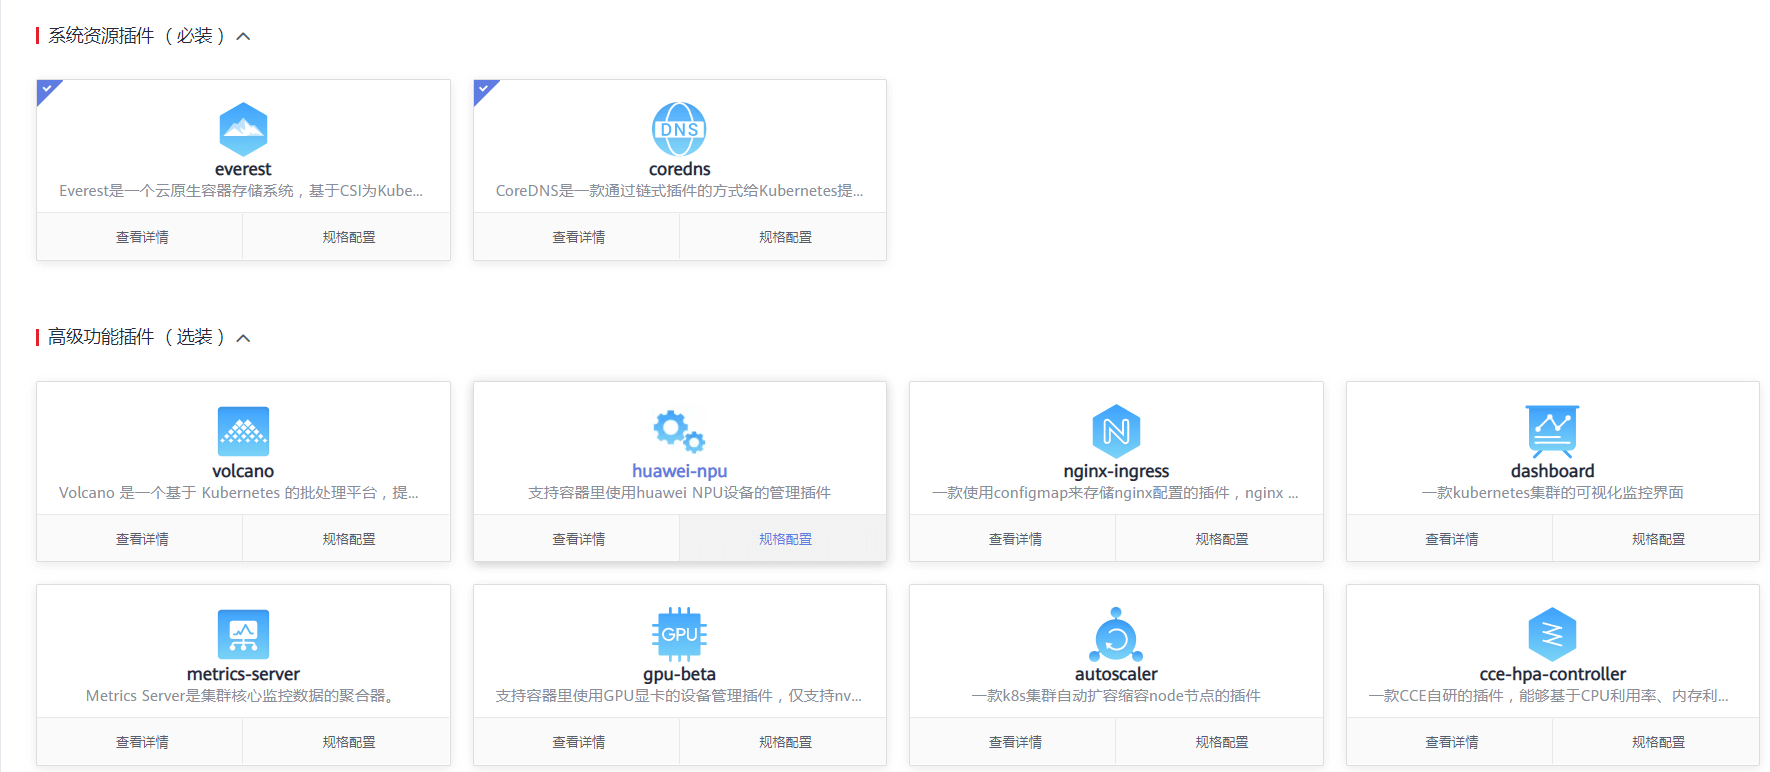 系统资源插件（必装）
everest
Everest是一个云原生容器存储系统，基于CSI为Kube...
查看详情 规格配置
DNS
coredns
CoreDNS是一款通过链式插件的方式给Kubernetes提...
查看详情 规格配置
高级功能插件（选装）
volcano
Volcano 是一个基于 Kubernetes 的批处理平台，提...
查看详情 规格配置
huawei-npu
支持容器里使用huawei NPU设备的管理插件
查看详情 规格配置
N
nginx-ingress
一款使用configmap来存储nginx配置的插件，nginx ...
查看详情 规格配置
dashboard
一款kubernetes集群的可视化监控界面
查看详情 规格配置
metrics-server
Metrics Server是集群核心监控数据的聚合器。
查看详情 规格配置
GPU
gpu-beta
支持容器里使用GPU显卡的设备管理插件，仅支持nv...
查看详情 规格配置
autoscaler
一款k8s集群自动扩容缩容node节点的插件
查看详情 规格配置
cce-hpa-controller
一款CCE自研的插件，能够基于CPU利用率、内存利...
查看详情 规格配置